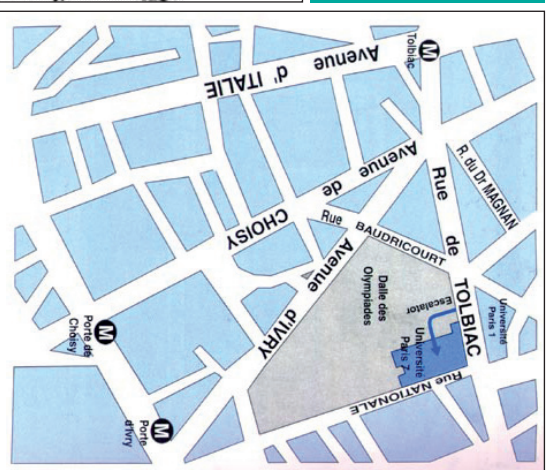 M
Tolbiac
Avenue
d' ITALIE
Avenue de
CHOISY
R. du Dr MAGNAN
Rue
de
TOLBIAC
Rue
BAUDRICOURT
Avenue
d'IVRY
Dalle des
Olympiades
Escalator
Université
Paris 1
Université
Paris 7
Rue NATIONALE
M
Porte de
Choisy
M
Porte
d'Ivry